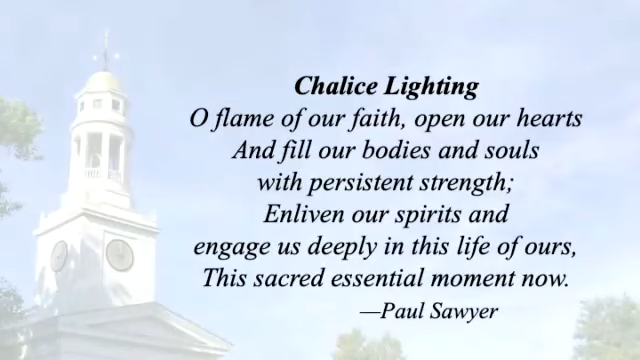 Chalice Lighting
O flame of our faith, open our hearts
And fill our bodies and souls
with persistent strength;
Enliven our spirits and
engage us deeply in this life of ours,
This sacred essential moment now.
—Paul Sawyer